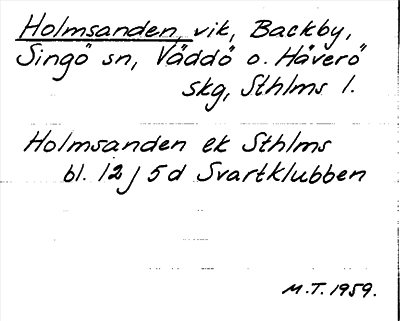 Holmsanden, vik, Backby,
Singö sn, Väddö o. Häverö
skg, Sthlms l.
Holmsanden ek Sthlms
bl. 12 J 5 d Svartklubben
M.T. 1959.